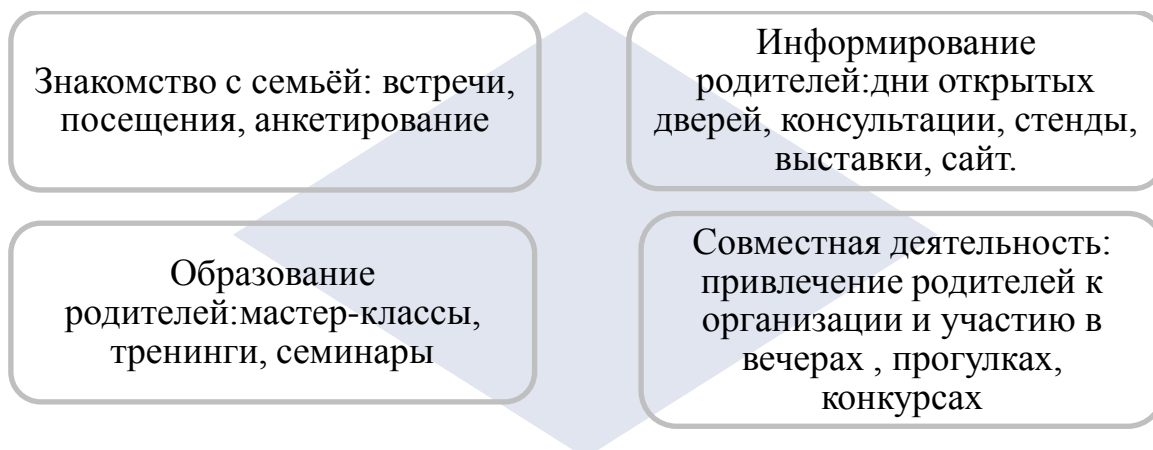 Знакомство с семьёй: встречи,
посещения, анкетирование
Информирование
родителей:дни открытых
дверей, консультации, стенды,
выставки, сайт.
Образование
родителей:мастер-классы,
тренинги, семинары
Совместная деятельность:
привлечение родителей к
организации и участию в
вечерах , прогулках,
конкурсах